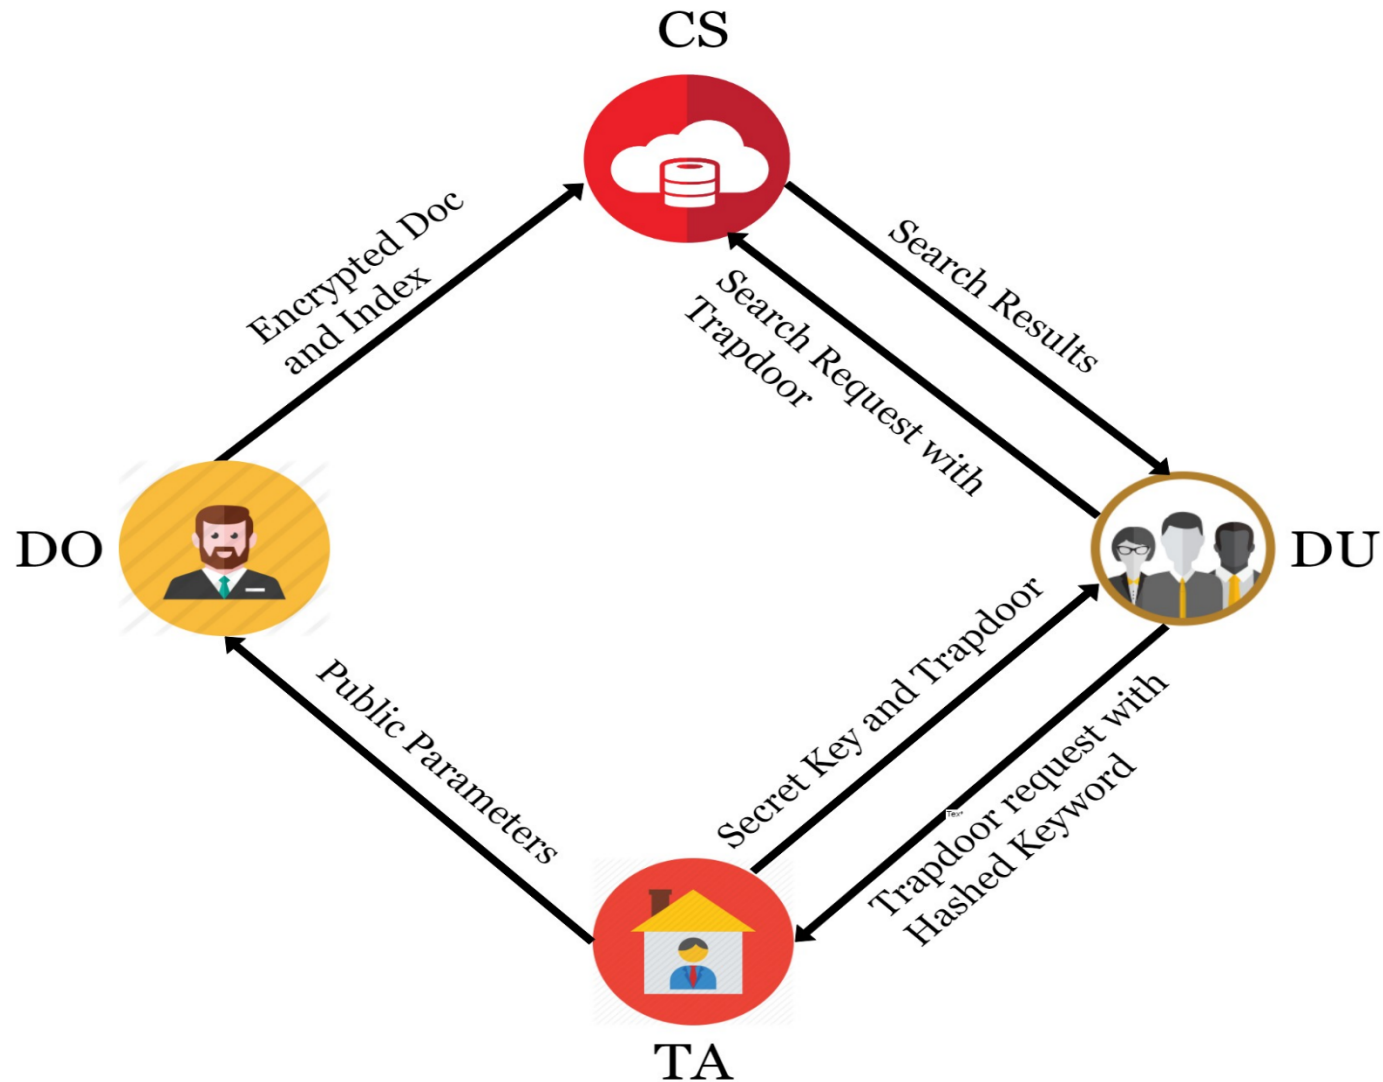 CS
Encrypted Doc
and Index
Search Results
Search Request with
Trapdoor
DO
DU
Public Parameters
Secret Key and Trapdoor
Tex
Trapdoor request with
Hashed Keyword
TA